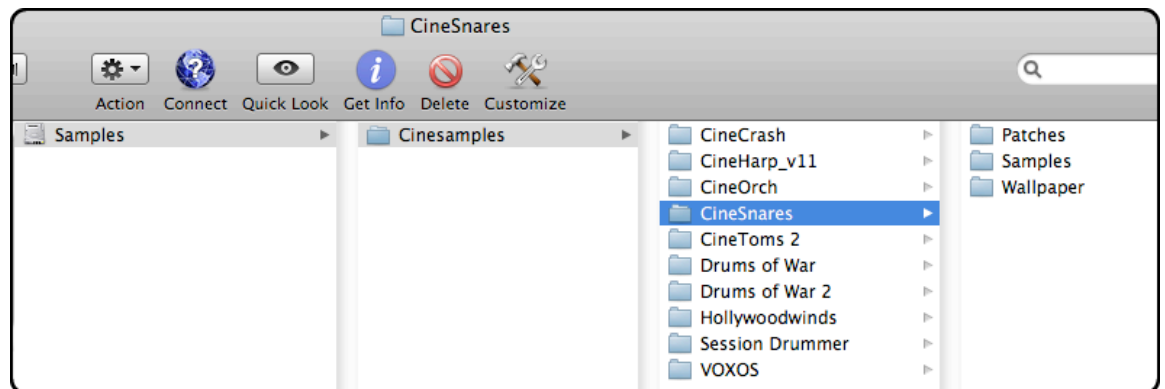 CineSnares
Action Connect Quick Look Get Info Delete Customize
Samples
Cinesamples
CineCrash
CineHarp_v11
CineOrch
CineSnares
CineToms 2
Drums of War
Drums of War 2
Hollywoodwinds
Session Drummer
VOXOS
Patches
Samples
Wallpaper